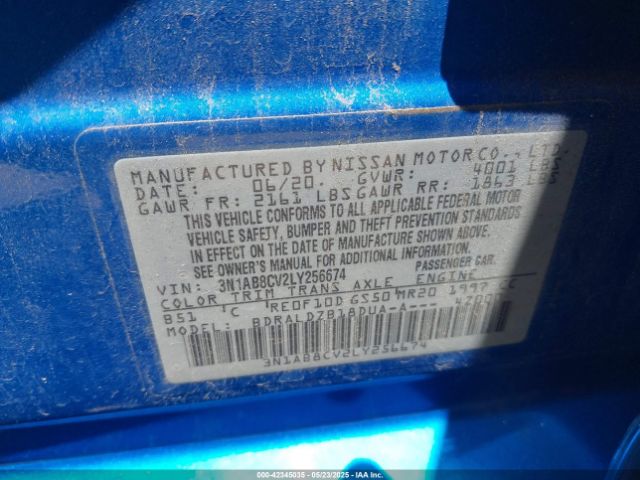 MANUFACTURED BY NISSAN MOTOR CO., LTD.
DATE: 06/20. GVWR: 4001 LBS
GAWR FR: 2161 LBS GAWR RR: 1863 LBS
THIS VEHICLE CONFORMS TO ALL APPLICABLE FEDERAL MOTOR
VEHICLE SAFETY, BUMPER AND THEFT PREVENTION STANDARDS
IN EFFECT ON THE DATE OF MANUFACTURE SHOWN ABOVE.
SEE OWNER'S MANUAL FOR ADDITIONAL INFORMATION.
VIN: 3N1AB8CV2LY256674 PASSENGER CAR.
COLOR TRIM TRANS AXLE ENGINE
B51 C RE0F10D GS50 MR20 1997 CC
MODEL: BDRALDZB18DUA-A---- 4Z000
3N1AB8CV2LY256674
000-42345035 - 05/23/2025 - © IAA Holdings, LLC